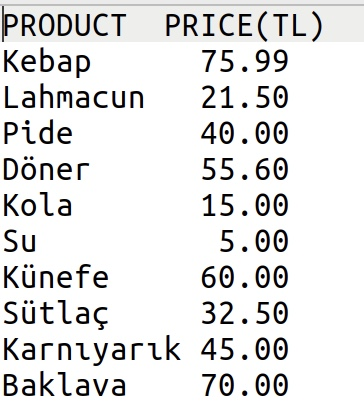 PRODUCT  PRICE(TL)
Kebap      75.99
Lahmacun   21.50
Pide       40.00
Döner      55.60
Kola       15.00
Su          5.00
Künefe     60.00
Sütlaç     32.50
Karnıyarık 45.00
Baklava    70.00